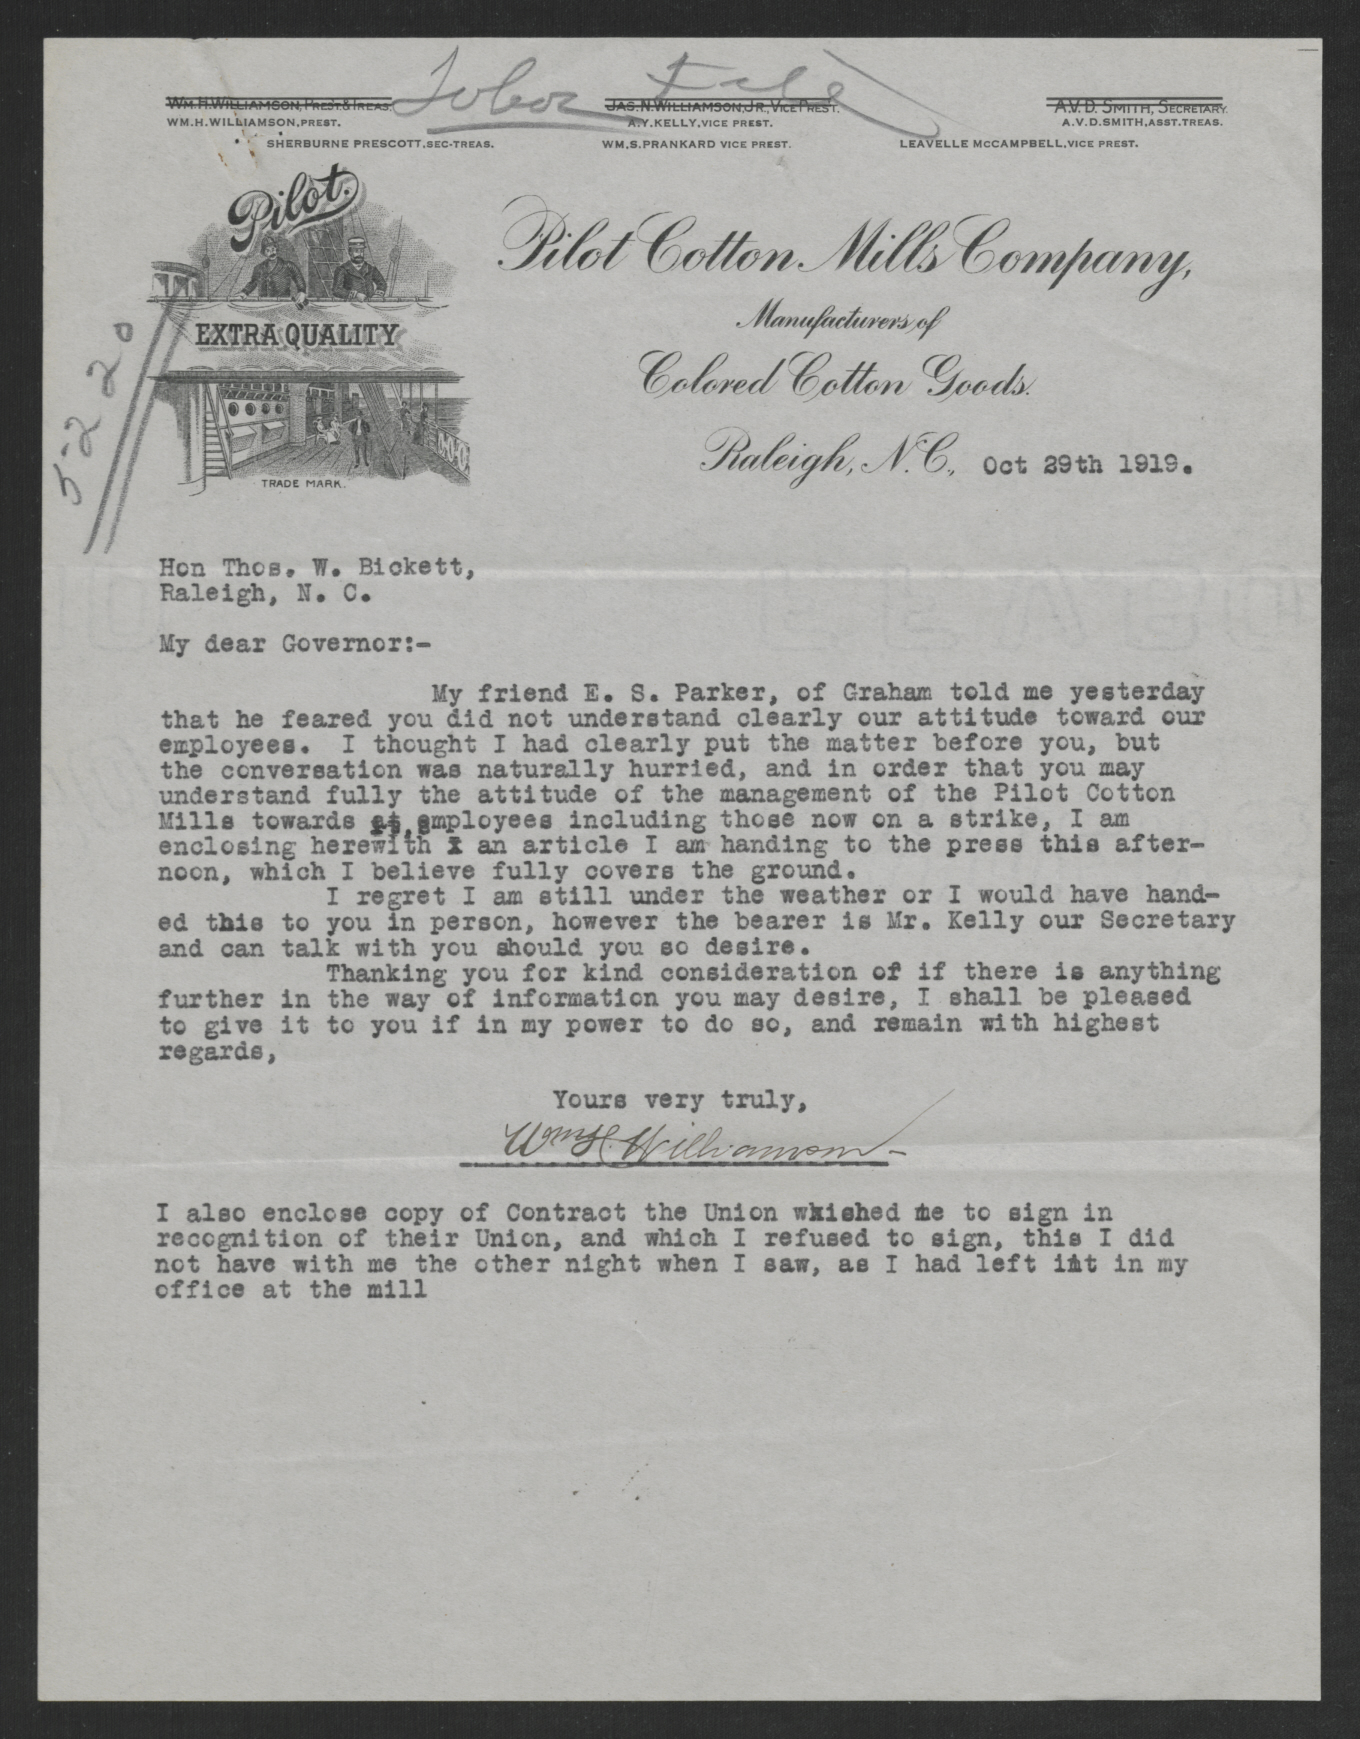 Labor File
WM.H.WILLIAMSON, PREST.& TREAS. JAS.N.WILLIAMSON,JR.,VICE PREST. A.V.D. SMITH, SECRETARY.
WM.H.WILLIAMSON,PREST. A.Y.KELLY,VICE PREST. A.V.D.SMITH,ASST.TREAS.
SHERBURNE PRESCOTT,SEC-TREAS. WM.S.PRANKARD VICE PREST. LEAVELLE McCAMPBELL,VICE PREST.
Pilot.
EXTRA QUALITY
TRADE MARK.
5220
Pilot Cotton Mills Company,
Manufacturers of
Colored Cotton Goods.
Raleigh, N.C., Oct 29th 1919.
Hon Thos. W. Bickett,
Raleigh, N. C.
My dear Governor:-
My friend E. S. Parker, of Graham told me yesterday
that he feared you did not understand clearly our attitude toward our
employees. I thought I had clearly put the matter before you, but
the conversation was naturally hurried, and in order that you may
understand fully the attitude of the management of the Pilot Cotton
Mills towards employees including those now on a strike, I am
enclosing herewith an article I am handing to the press this after-
noon, which I believe fully covers the ground.
I regret I am still under the weather or I would have hand-
ed this to you in person, however the bearer is Mr. Kelly our Secretary
and can talk with you should you so desire.
Thanking you for kind consideration of if there is anything
further in the way of information you may desire, I shall be pleased
to give it to you if in my power to do so, and remain with highest
regards,
Yours very truly,
Wm H. Williamson
I also enclose copy of Contract the Union whished me to sign in
recognition of their Union, and which I refused to sign, this I did
not have with me the other night when I saw, as I had left it in my
office at the mill